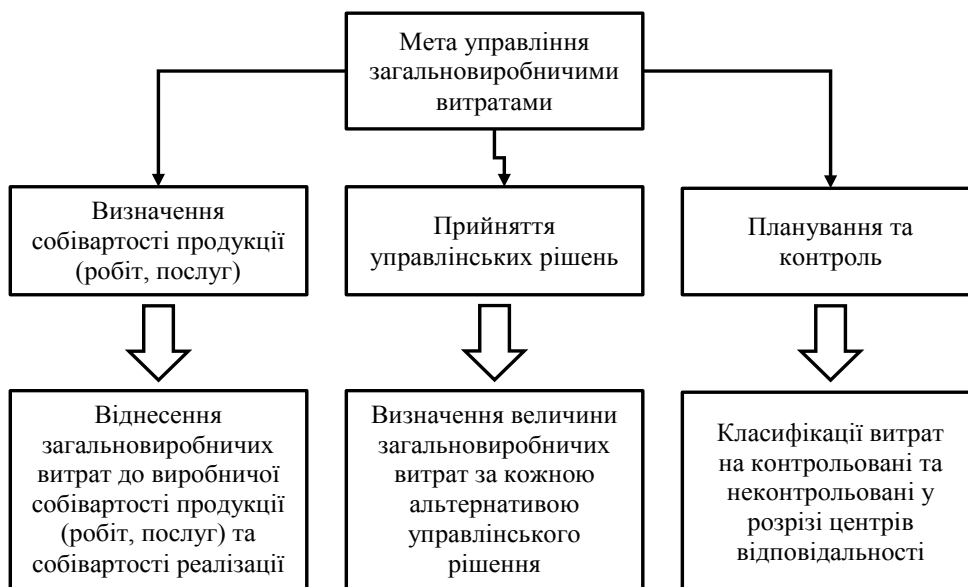 Мета управління
загальновиробничими
витратами
Визначення
собівартості продукції
(робіт, послуг)
Прийняття
управлінських рішень
Планування та
контроль
Віднесення
загальновиробничих
витрат до виробничої
собівартості продукції
(робіт, послуг) та
собівартості реалізації
Визначення величини
загальновиробничих
витрат за кожною
альтернативою
управлінського
рішення
Класифікації витрат
на контрольовані та
неконтрольовані у
розрізі центрів
відповідальності